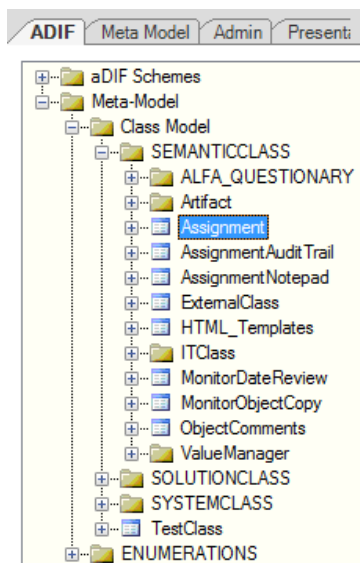 ADIF Meta Model Admin
aDIF Schemes
Meta-Model
Class Model
SEMANTICCLASS
ALFA_QUESTIONARY
Artifact
Assignment
AssignmentAuditTrail
AssignmentNotepad
ExternalClass
HTML_Templates
ITClass
MonitorDateReview
MonitorObjectCopy
ObjectComments
ValueManager
SOLUTIONCLASS
SYSTEMCLASS
TestClass
ENUMERATIONS